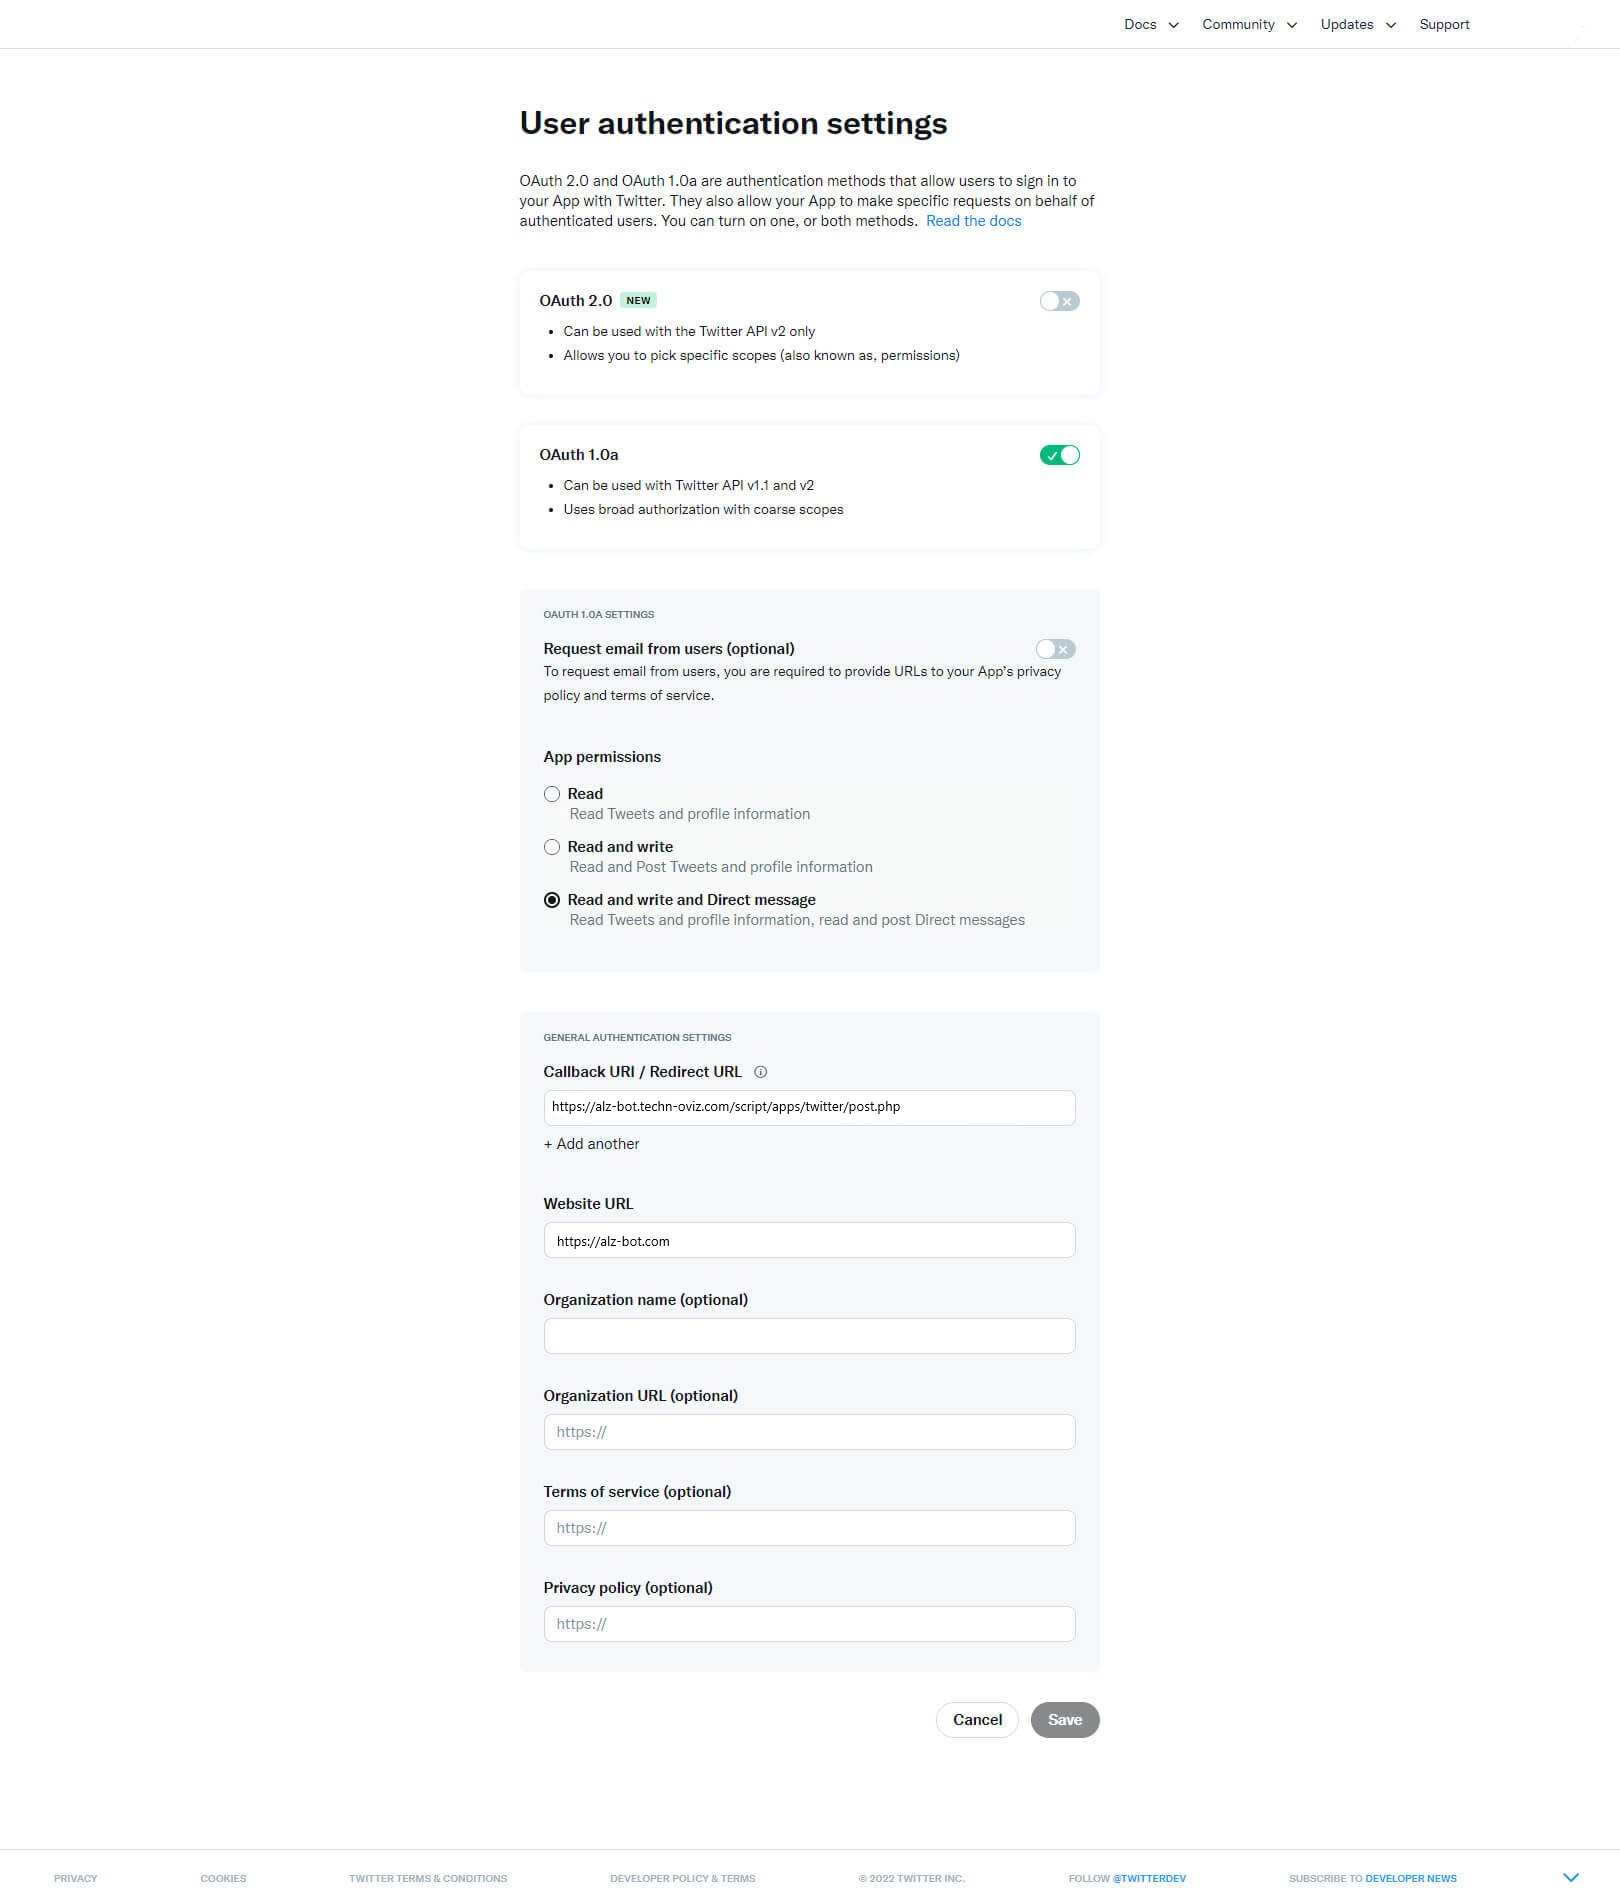 Docs Community Updates Support
User authentication settings
OAuth 2.0 and OAuth 1.0a are authentication methods that allow users to sign in to
your App with Twitter. They also allow your App to make specific requests on behalf of
authenticated users. You can turn on one, or both methods. Read the docs
OAuth 2.0 NEW
• Can be used with the Twitter API v2 only
• Allows you to pick specific scopes (also known as, permissions)
OAuth 1.0a
• Can be used with Twitter API v1.1 and v2
• Uses broad authorization with coarse scopes
OAUTH 1.0A SETTINGS
Request email from users (optional)
To request email from users, you are required to provide URLs to your App's privacy
policy and terms of service.
App permissions
Read
Read Tweets and profile information
Read and write
Read and Post Tweets and profile information
Read and write and Direct message
Read Tweets and profile information, read and post Direct messages
GENERAL AUTHENTICATION SETTINGS
Callback URI / Redirect URL
https://alz-bot.techn-oviz.com/script/apps/twitter/post.php
+ Add another
Website URL
https://alz-bot.com
Organization name (optional)
Organization URL (optional)
https://
Terms of service (optional)
https://
Privacy policy (optional)
https://
Cancel Save
PRIVACY COOKIES TWITTER TERMS & CONDITIONS DEVELOPER POLICY & TERMS © 2022 TWITTER INC. FOLLOW @TWITTERDEV SUBSCRIBE TO DEVELOPER NEWS